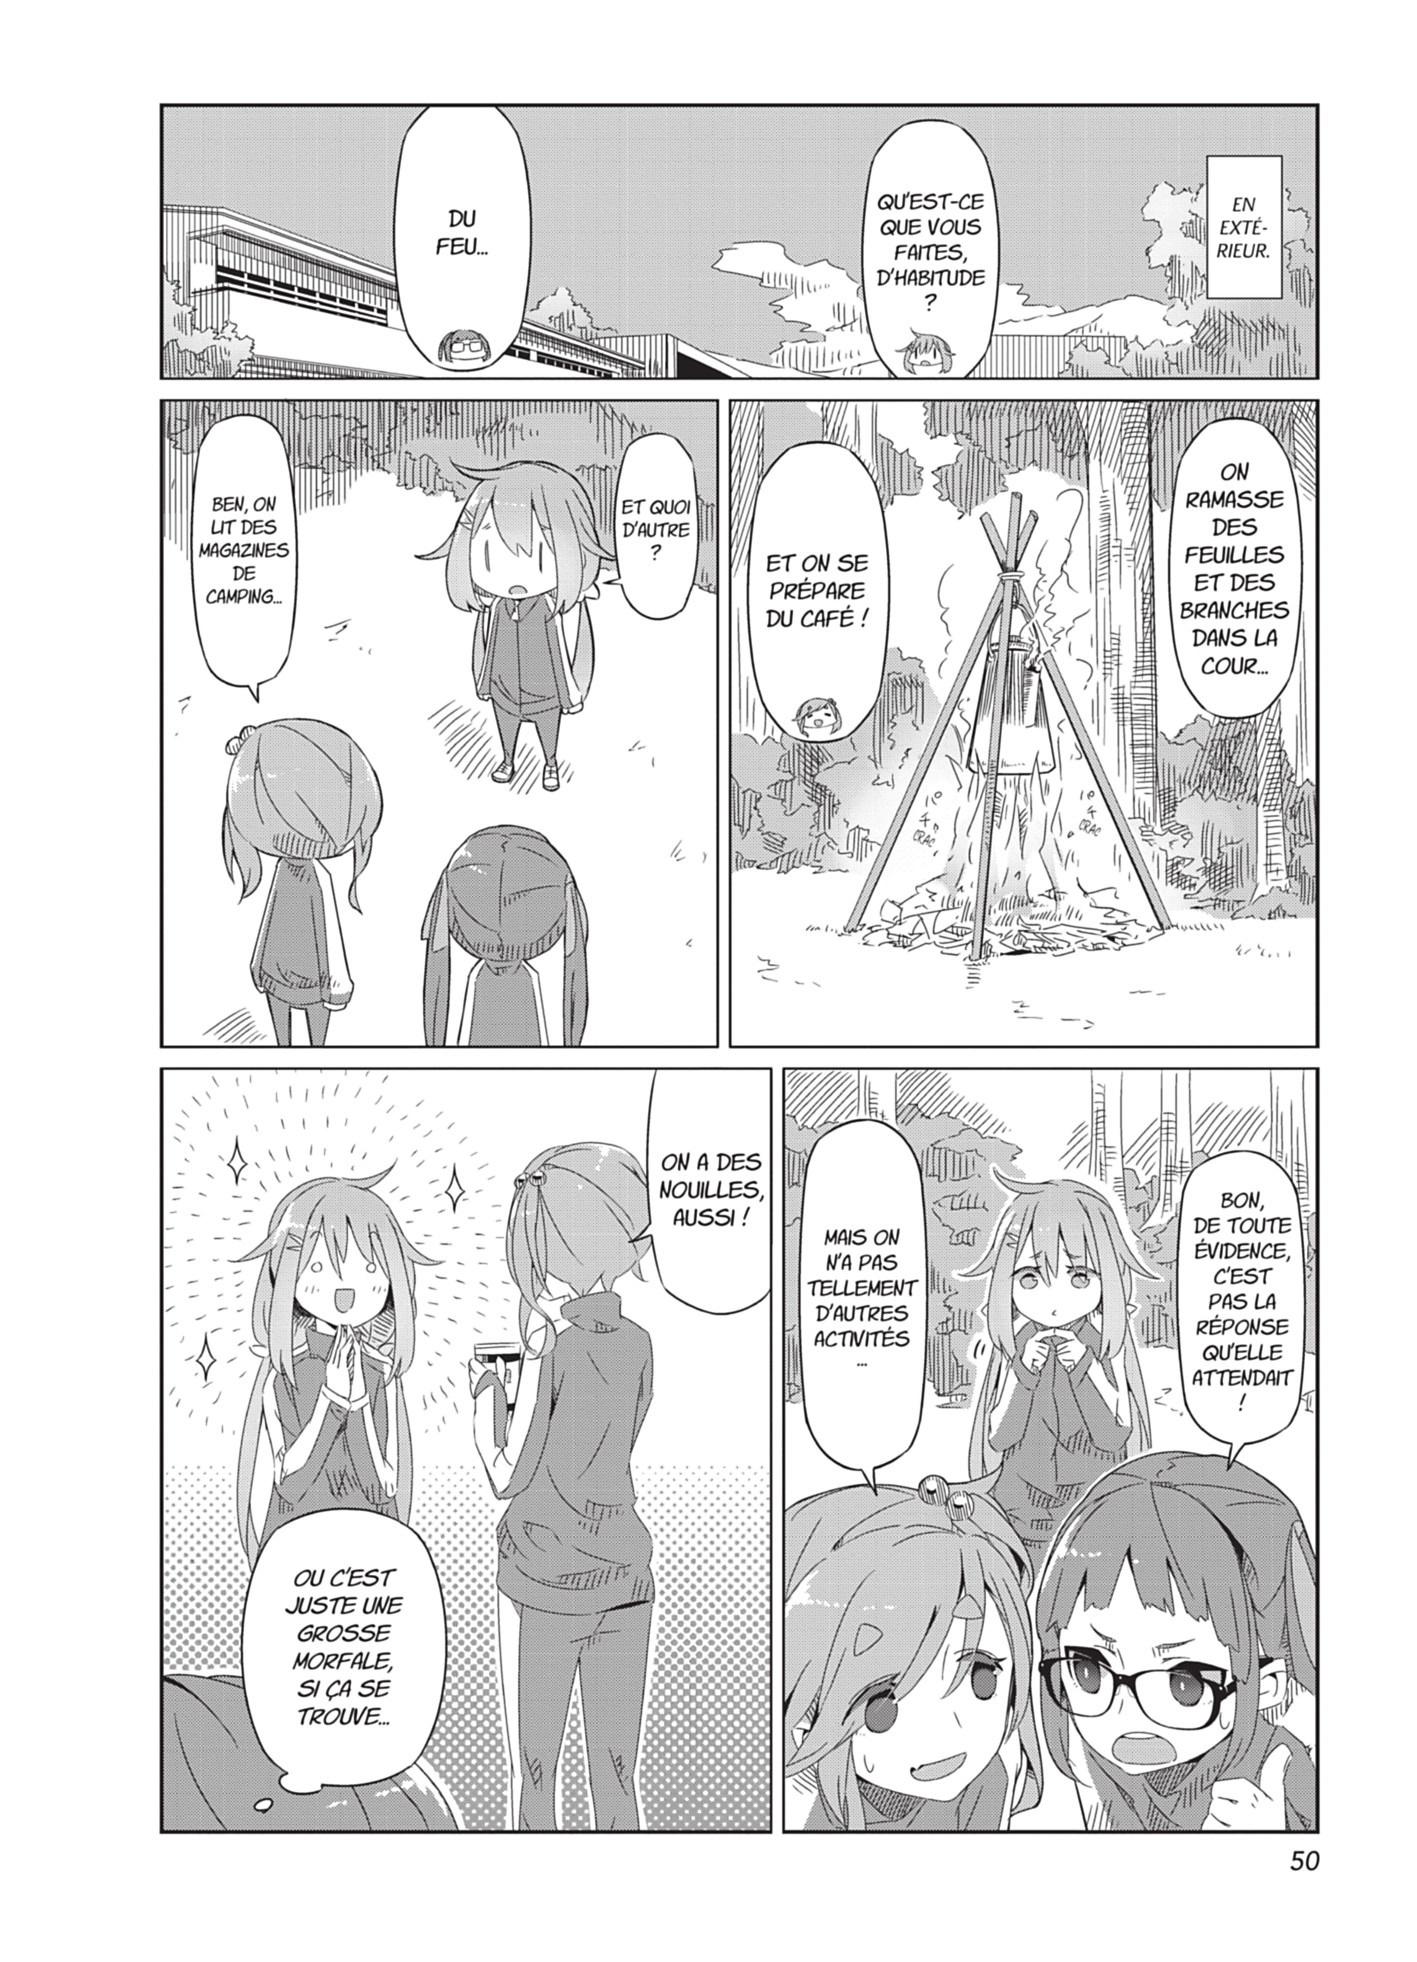 EN
EXTÉ-
RIEUR.
QU'EST-CE
QUE VOUS
FAITES,
D'HABITUDE
?
DU
FEU...
ON
RAMASSE
DES
FEUILLES
ET DES
BRANCHES
DANS LA
COUR...
ET ON SE
PRÉPARE
DU CAFÉ !
CRAC
CRAC
ET QUOI
D'AUTRE
?
BEN, ON
LIT DES
MAGAZINES
DE
CAMPING...
BON,
DE TOUTE
ÉVIDENCE,
C'EST
PAS LA
RÉPONSE
QU'ELLE
ATTENDAIT
!
MAIS ON
N'A PAS
TELLEMENT
D'AUTRES
ACTIVITÉS
...
ON A DES
NOUILLES,
AUSSI !
OU C'EST
JUSTE UNE
GROSSE
MORFALE,
SI ÇA SE
TROUVE...
50